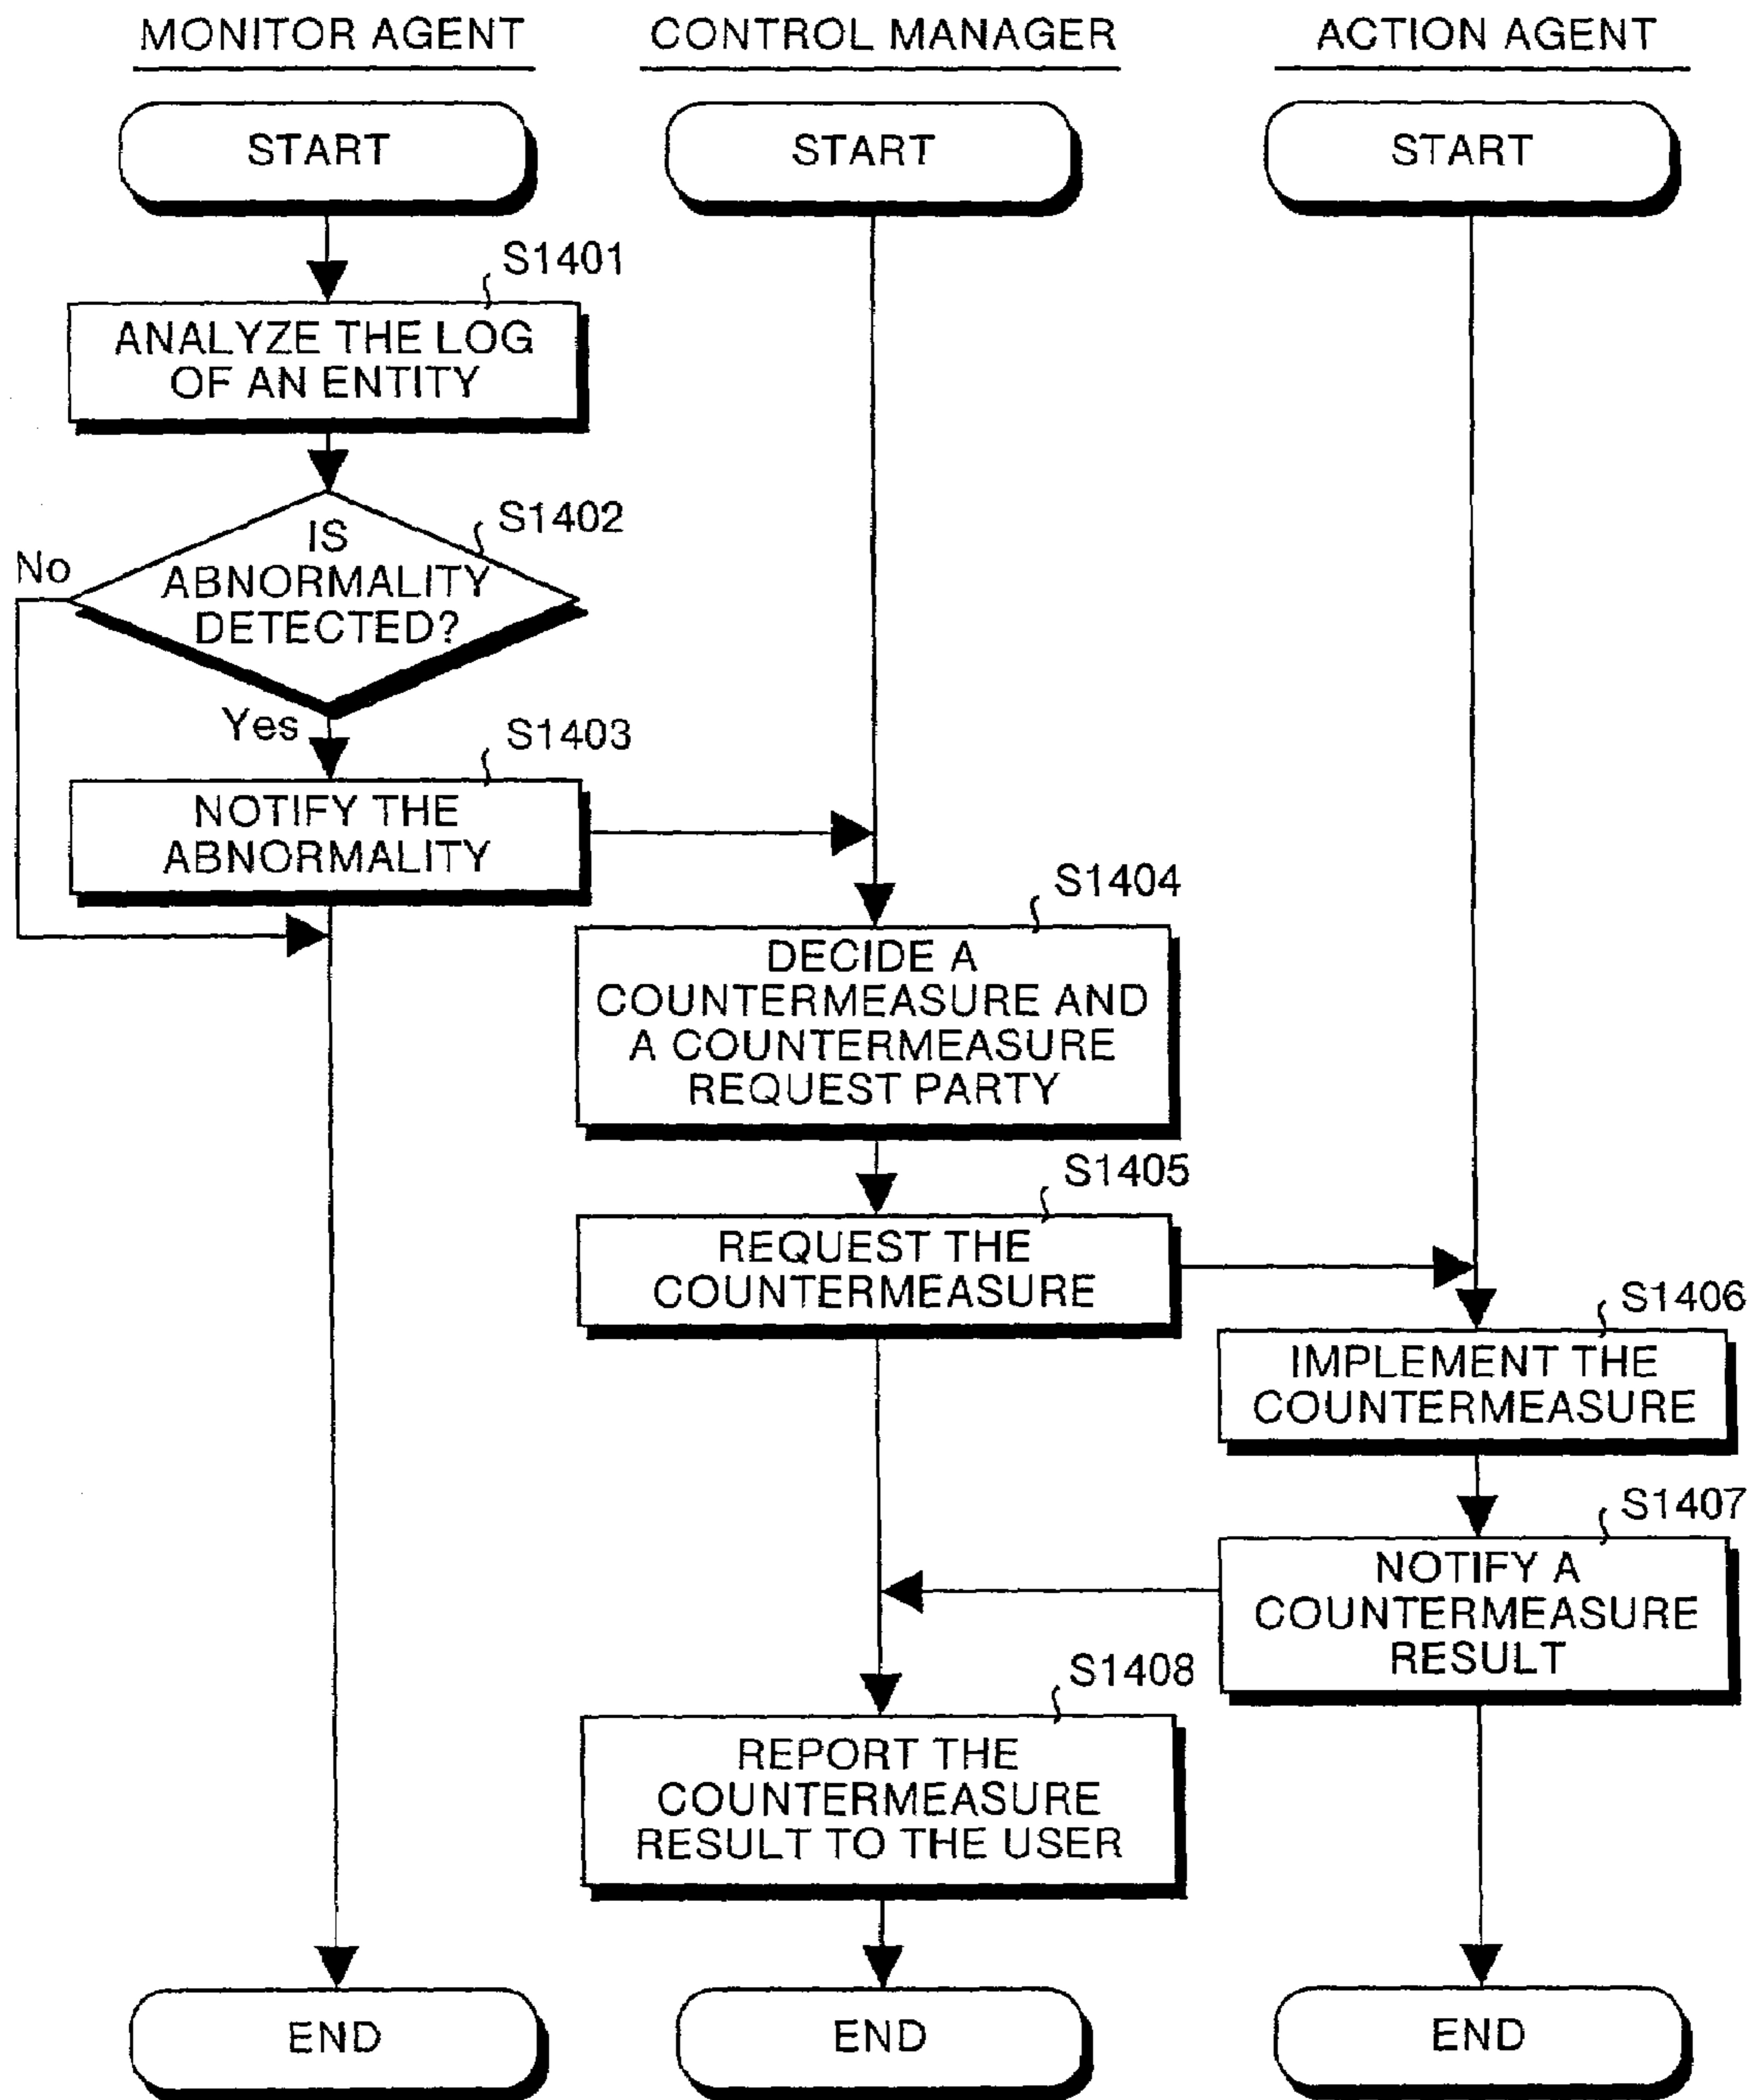 MONITOR AGENT
CONTROL MANAGER
ACTION AGENT
START
START
START
S1401
ANALYZE THE LOG
OF AN ENTITY
S1402
IS
ABNORMALITY
DETECTED?
No
Yes
S1403
NOTIFY THE
ABNORMALITY
S1404
DECIDE A
COUNTERMEASURE AND
A COUNTERMEASURE
REQUEST PARTY
S1405
REQUEST THE
COUNTERMEASURE
S1406
IMPLEMENT THE
COUNTERMEASURE
S1407
NOTIFY A
COUNTERMEASURE
RESULT
S1408
REPORT THE
COUNTERMEASURE
RESULT TO THE USER
END
END
END